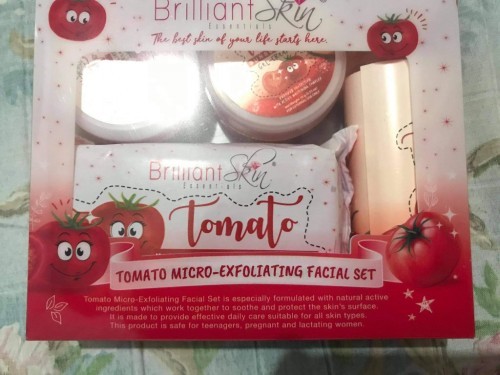 Brilliant Skin
Essentials
The best skin of your life starts here.
Brilliant Skin
Essentials
Tomato
TOMATO MICRO-EXFOLIATING FACIAL SET
Tomato Micro-Exfoliating Facial Set is especially formulated with natural active
ingredients which work together to soothe and protect the skin's surface.
It is made to provide effective daily care suitable for all skin types.
This product is safe for teenagers, pregnant and lactating women.